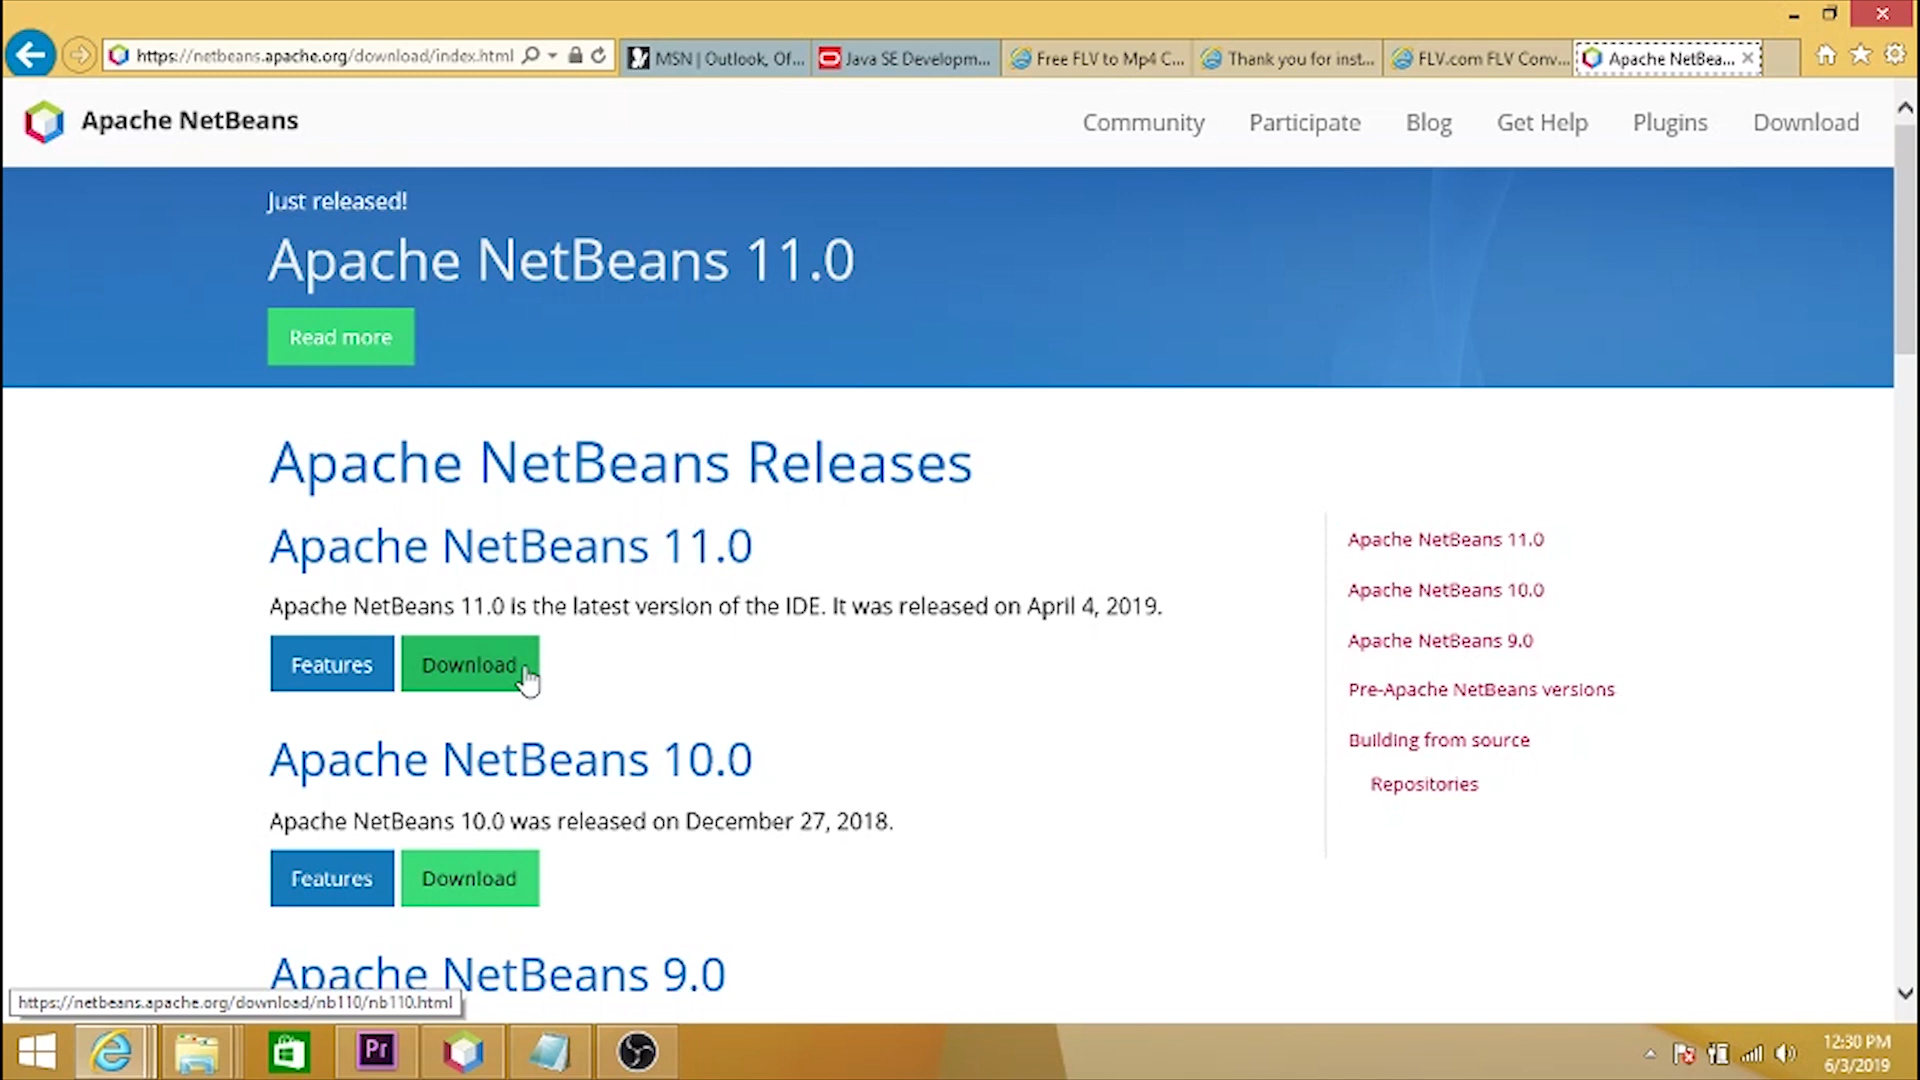 https://netbeans.apache.org/download/index.html
MSN | Outlook, Of...
Java SE Developm...
Free FLV to Mp4 C...
Thank you for inst...
FLV.com FLV Conv...
Apache NetBea...
Apache NetBeans
Community
Participate
Blog
Get Help
Plugins
Download
Just released!
Apache NetBeans 11.0
Read more
Apache NetBeans Releases
Apache NetBeans 11.0
Apache NetBeans 11.0 is the latest version of the IDE. It was released on April 4, 2019.
Features
Download
Apache NetBeans 10.0
Apache NetBeans 10.0 was released on December 27, 2018.
Features
Download
Apache NetBeans 9.0
Apache NetBeans 11.0
Apache NetBeans 10.0
Apache NetBeans 9.0
Pre-Apache NetBeans versions
Building from source
Repositories
https://netbeans.apache.org/download/nb110/nb110.html
Pr
12:30 PM
6/3/2019